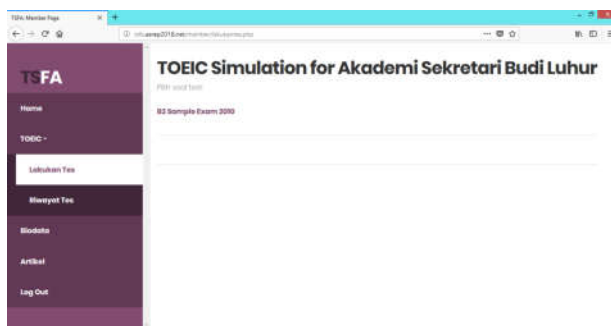 TSFA: Member Page
TSFA
Home
TOEIC
Lakukan Tes
Riwayat Tes
Biodata
Artikel
Log Out
TOEIC Simulation for Akademi Sekretari Budi Luhur
Pilih soal test:
B2 Sample Exam 2010